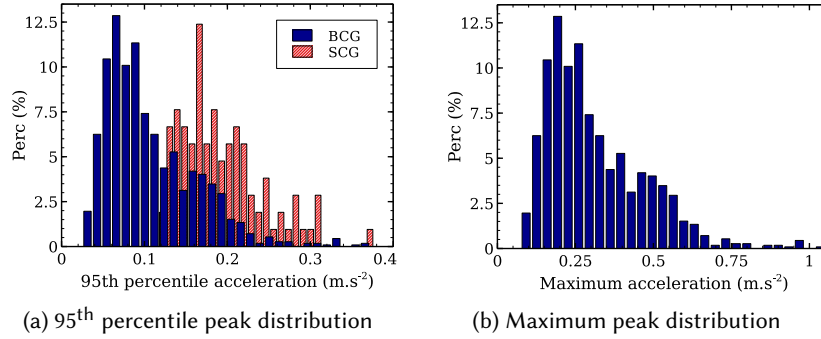 12.5
10
7.5
5
2.5
0
Perc (%)
BCG
SCG
0 0.1 0.2 0.3 0.4
95th percentile acceleration (m.s-2)
(a) 95th percentile peak distribution
12.5
10
7.5
5
2.5
0
Perc (%)
0 0.25 0.5 0.75 1
Maximum acceleration (m.s-2)
(b) Maximum peak distribution